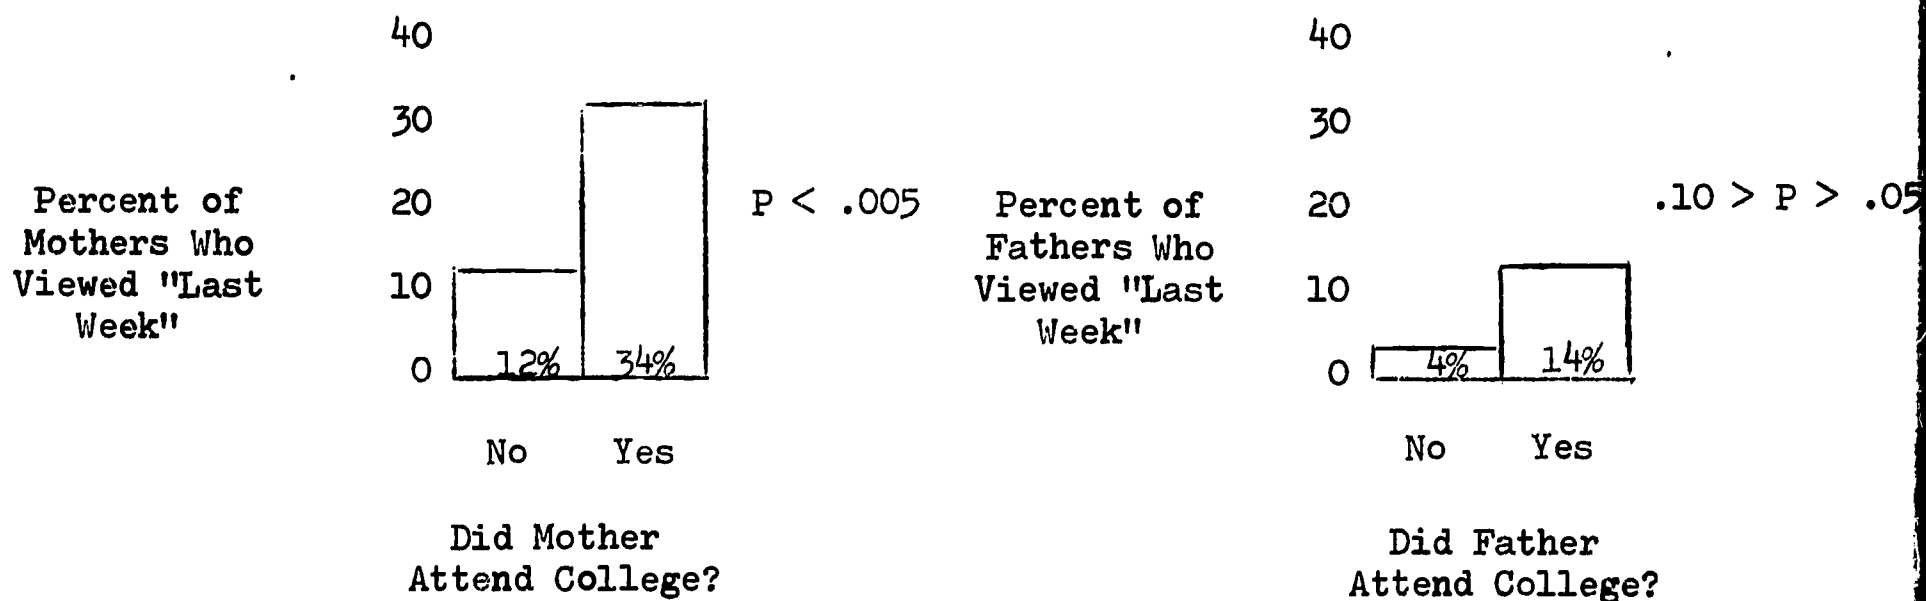 40
30
20
10
0
Percent of
Mothers Who
Viewed "Last
Week"
12%
34%
P < .005
No Yes
Did Mother
Attend College?
40
30
20
10
0
Percent of
Fathers Who
Viewed "Last
Week"
4%
14%
.10 > P > .05
No Yes
Did Father
Attend College?